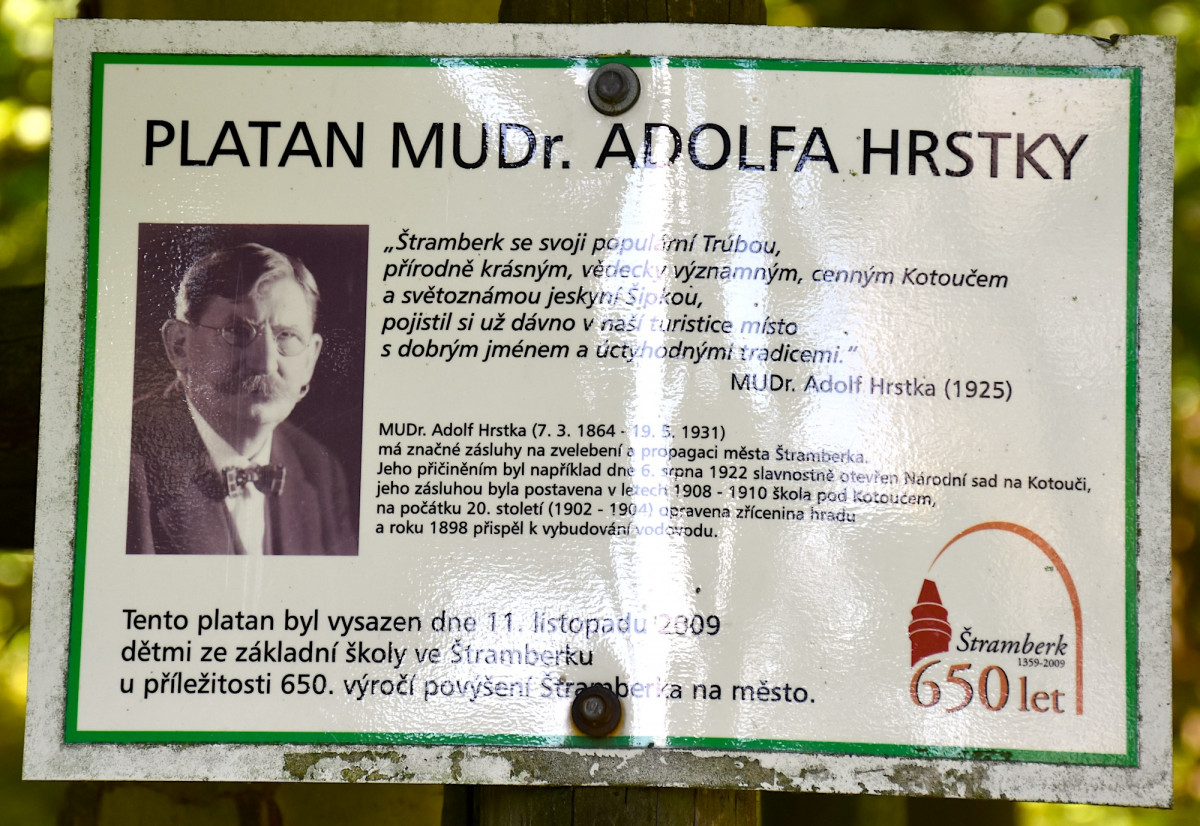 PLATAN MUDr. ADOLFA HRSTKY
„Štramberk se svoji populární Trúbou,
přírodně krásným, vědecky významným, cenným Kotoučem
a světoznámou jeskyní Šipkou,
pojistil si už dávno v naší turistice místo
s dobrým jménem a úctyhodnými tradicemi."
MUDr. Adolf Hrstka (1925)
MUDr. Adolf Hrstka (7. 3. 1864 - 19. 5. 1931)
má značné zásluhy na zvelebení a propagaci města Štramberka.
Jeho přičiněním byl například dne 6. srpna 1922 slavnostně otevřen Národní sad na Kotouči,
jeho zásluhou byla postavena v letech 1908 - 1910 škola pod Kotoučem,
na počátku 20. století (1902 - 1904) opravena zřícenina hradu
a roku 1898 přispěl k vybudování vodovodu.
Tento platan byl vysazen dne 11. listopadu 2009
dětmi ze základní školy ve Štramberku
u příležitosti 650. výročí povýšení Štramberka na město.
Štramberk
1359-2009
650 let